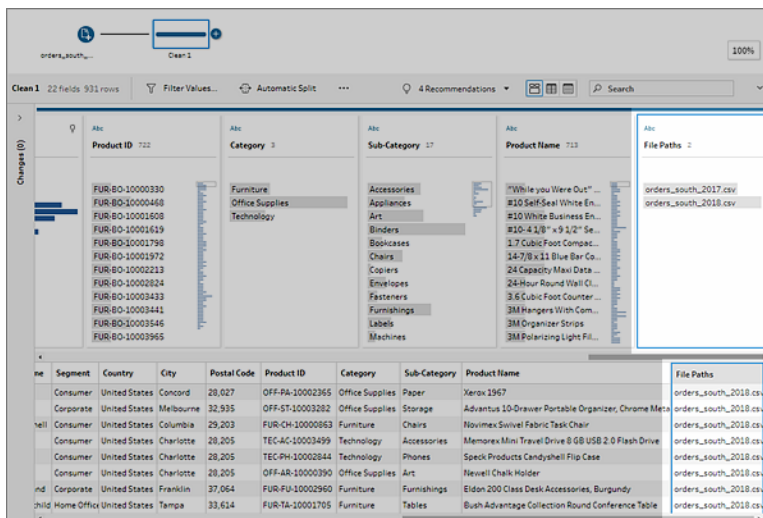 orders_south_...
Clean 1
100%
Clean 1 22 fields 931 rows Filter Values... Automatic Split ... 4 Recommendations Search
Changes (0)
Abc Abc Abc Abc Abc
Product ID 722 Category 3 Sub-Category 17 Product Name 713 File Paths 2
FUR-BO-10000330 Furniture Accessories "While you Were Out" ... orders_south_2017.csv
FUR-BO-10000468 Office Supplies Appliances #10 Self-Seal White En... orders_south_2018.csv
FUR-BO-10001608 Technology Art #10 White Business En...
FUR-BO-10001619 Binders #10- 4 1/8" x 9 1/2" Se...
FUR-BO-10001798 Bookcases 1.7 Cubic Foot Compac...
FUR-BO-10001972 Chairs 14-7/8 x 11 Blue Bar Co...
FUR-BO-10002213 Copiers 24 Capacity Maxi Data ...
FUR-BO-10002824 Envelopes 24-Hour Round Wall Cl...
FUR-BO-10003433 Fasteners 3.6 Cubic Foot Counter ...
FUR-BO-10003441 Furnishings 3M Hangers With Com...
FUR-BO-10003546 Labels 3M Organizer Strips
FUR-BO-10003965 Machines 3M Polarizing Light Fil...
me Segment Country City Postal Code Product ID Category Sub-Category Product Name File Paths
Consumer United States Concord 28,027 OFF-PA-10002365 Office Supplies Paper Xerox 1967 orders_south_2018.csv
Corporate United States Melbourne 32,935 OFF-ST-10003282 Office Supplies Storage Advantus 10-Drawer Portable Organizer, Chrome Meta orders_south_2018.csv
nell Consumer United States Columbia 29,203 FUR-CH-10000863 Furniture Chairs Novimex Swivel Fabric Task Chair orders_south_2018.csv
Consumer United States Charlotte 28,205 TEC-AC-10003499 Technology Accessories Memorex Mini Travel Drive 8 GB USB 2.0 Flash Drive orders_south_2018.csv
Consumer United States Charlotte 28,205 TEC-PH-10002844 Technology Phones Speck Products Candyshell Flip Case orders_south_2018.csv
Consumer United States Charlotte 28,205 OFF-AR-10000390 Office Supplies Art Newell Chalk Holder orders_south_2018.csv
nd Corporate United States Franklin 37,064 FUR-FU-10002960 Furniture Furnishings Eldon 200 Class Desk Accessories, Burgundy orders_south_2018.csv
child Home Office United States Tampa 33,614 FUR-TA-10001705 Furniture Tables Bush Advantage Collection Round Conference Table orders_south_2018.csv